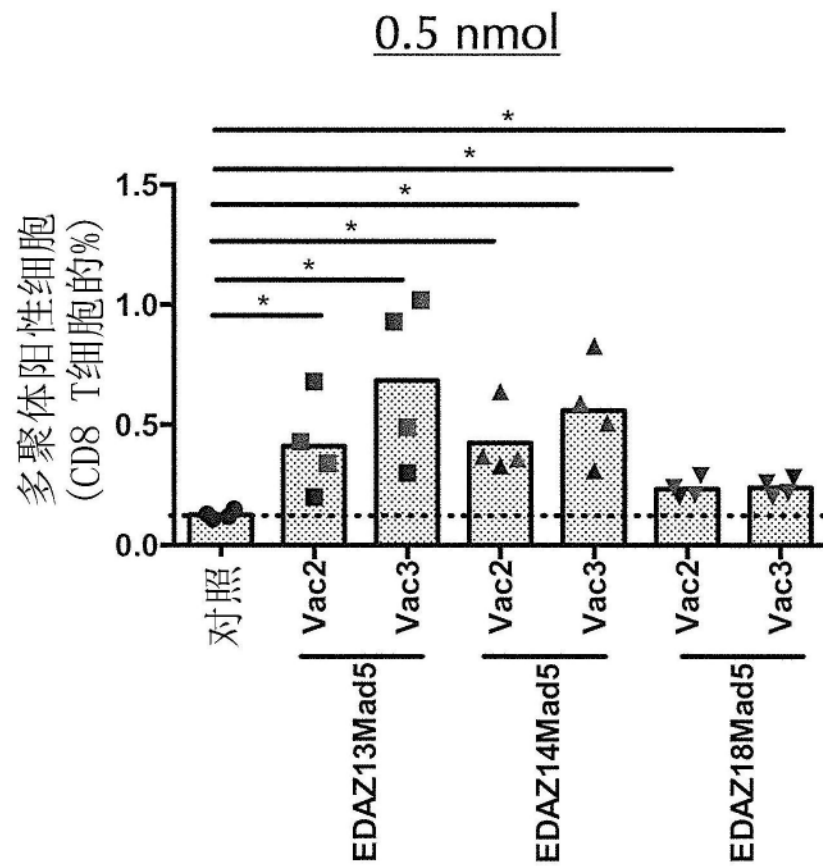 0.5 nmol
*
*
*
*
*
*
多聚体阳性细胞
(CD8 T细胞的%)
1.5
1.0
0.5
0.0
对照
Vac2
Vac3
Vac2
Vac3
Vac2
Vac3
EDAZ13Mad5
EDAZ14Mad5
EDAZ18Mad5